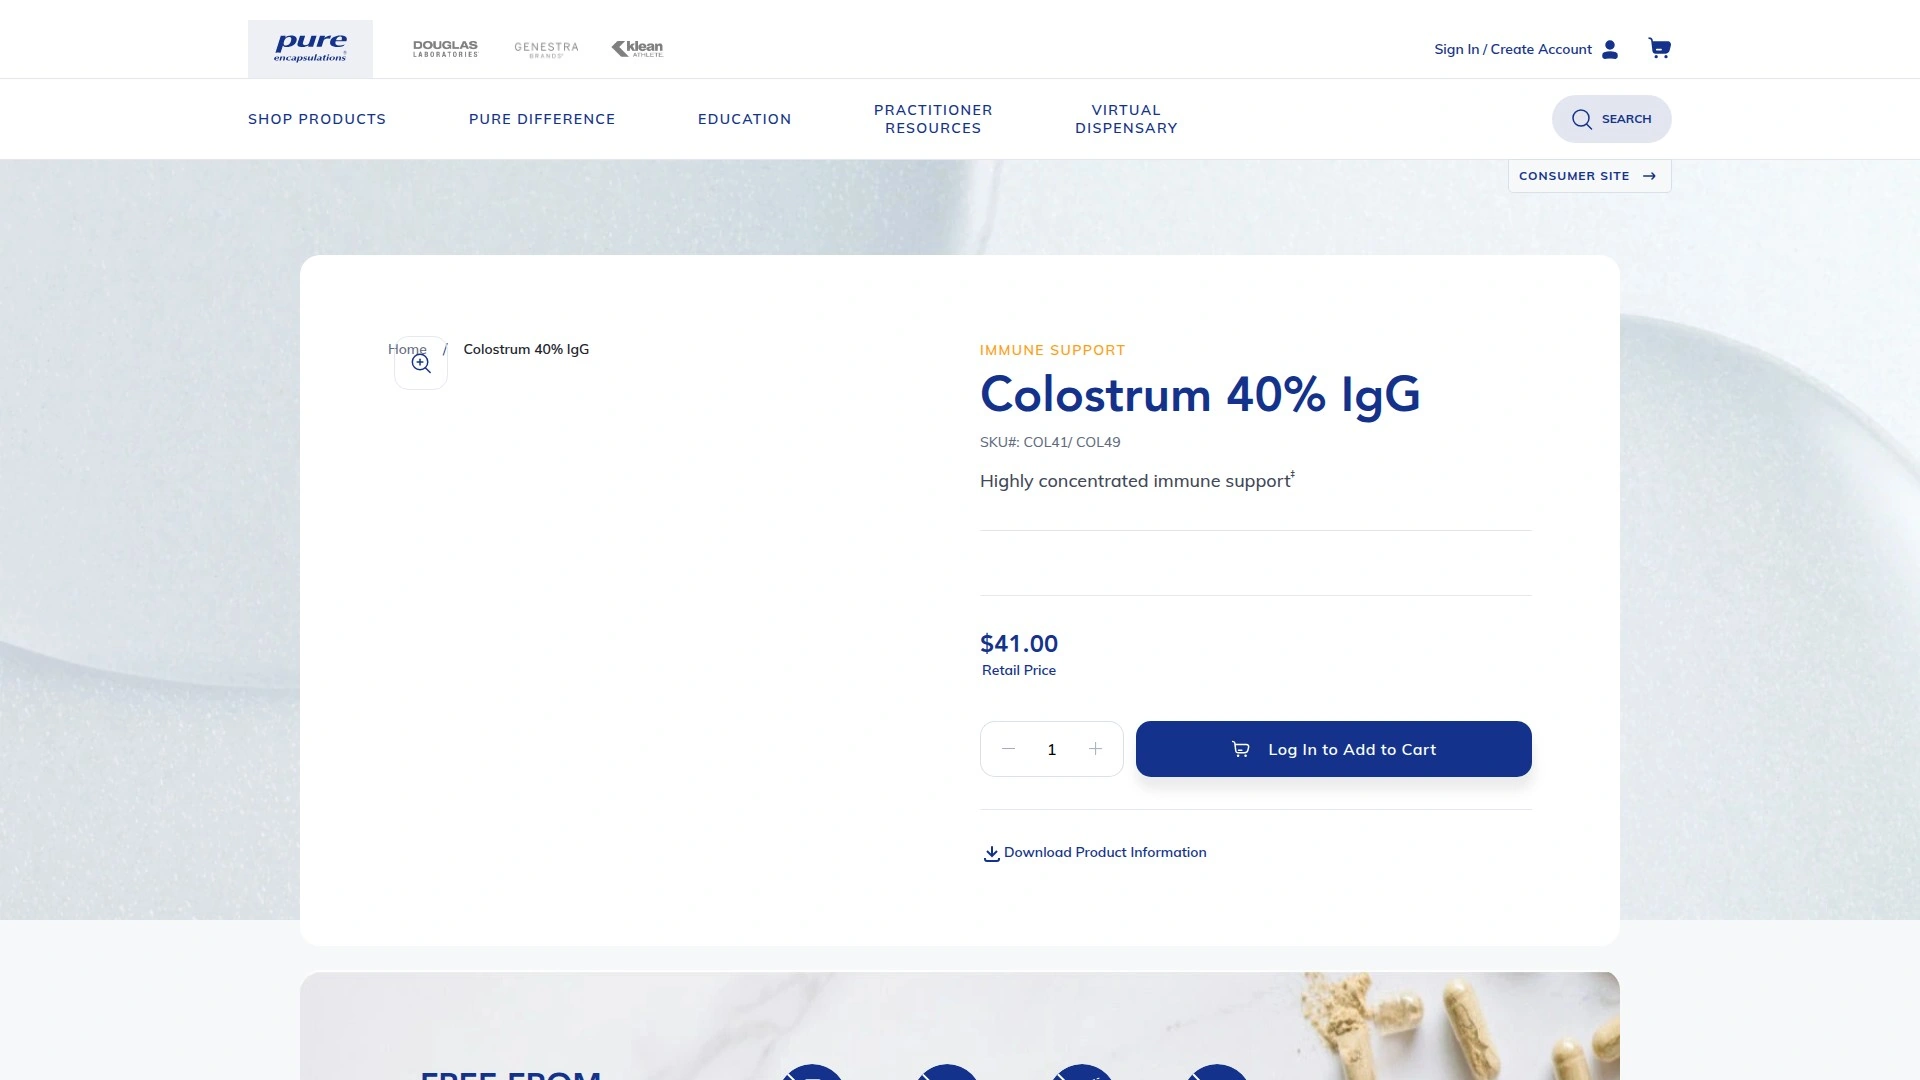 pure
encapsulations
DOUGLAS
LABORATORIES
GENESTRA
BRANDS
klean
ATHLETE
Sign In / Create Account
SHOP PRODUCTS
PURE DIFFERENCE
EDUCATION
PRACTITIONER
RESOURCES
VIRTUAL
DISPENSARY
SEARCH
CONSUMER SITE
Home / Colostrum 40% IgG
IMMUNE SUPPORT
Colostrum 40% IgG
SKU#: COL41/ COL49
Highly concentrated immune support‡
$41.00
Retail Price
1
Log In to Add to Cart
Download Product Information
FREE FROM